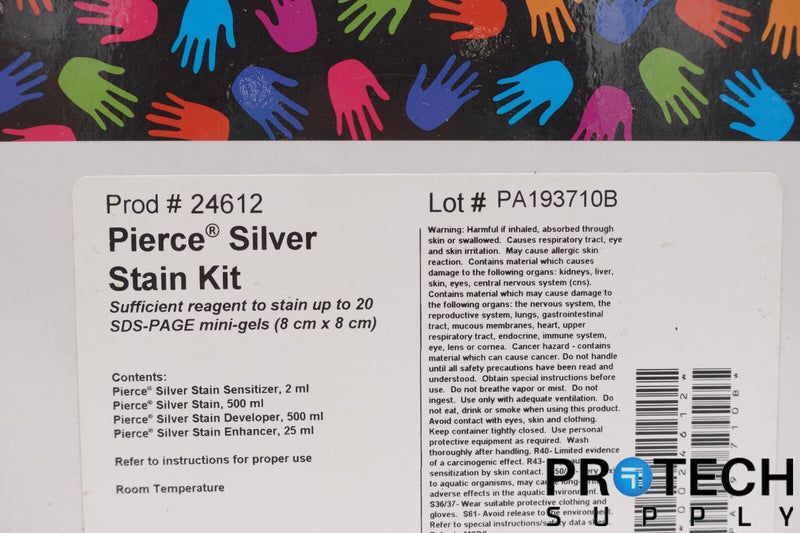 Prod # 24612
Pierce® Silver
Stain Kit
Sufficient reagent to stain up to 20
SDS-PAGE mini-gels (8 cm x 8 cm)
Contents:
Pierce® Silver Stain Sensitizer, 2 ml
Pierce® Silver Stain, 500 ml
Pierce® Silver Stain Developer, 500 ml
Pierce® Silver Stain Enhancer, 25 ml
Refer to instructions for proper use
Room Temperature
Lot # PA193710B
Warning: Harmful if inhaled, absorbed through
skin or swallowed. Causes respiratory tract, eye
and skin irritation. May cause allergic skin
reaction. Contains material which causes
damage to the following organs: kidneys, liver,
skin, eyes, central nervous system (cns).
Contains material which may cause damage to
the following organs: the nervous system, the
reproductive system, lungs, gastrointestinal
tract, mucous membranes, heart, upper
respiratory tract, endocrine, immune system,
eye, lens or cornea. Cancer hazard - contains
material which can cause cancer. Do not handle
until all safety precautions have been read and
understood. Obtain special instructions before
use. Do not breathe vapor or mist. Do not
ingest. Use only with adequate ventilation. Do
not eat, drink or smoke when using this product.
Avoid contact with eyes, skin and clothing.
Keep container tightly closed. Use personal
protective equipment as required. Wash
thoroughly after handling. R40- Limited evidence
of a carcinogenic effect. R43-
sensitization by skin contact.
to aquatic organisms, may cause long-term
adverse effects in the aquatic environment.
S36/37- Wear suitable protective clothing and
gloves. S61- Avoid release to the environment.
Refer to special instructions/safety data
PROTECH
SUPPLY